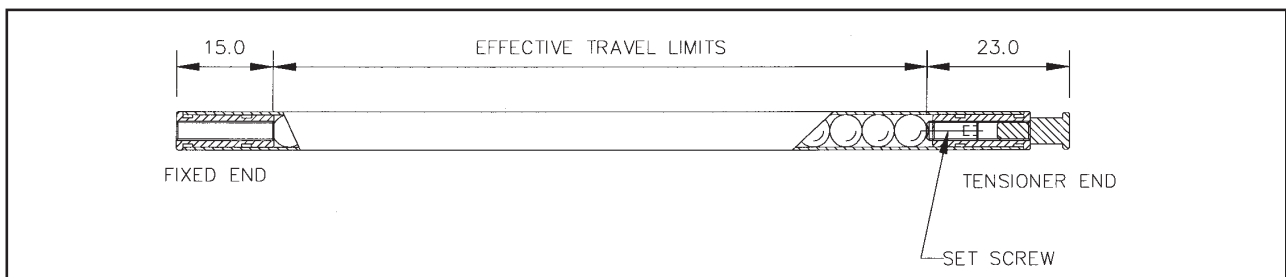 15.0
EFFECTIVE TRAVEL LIMITS
23.0
FIXED END
TENSIONER END
SET SCREW